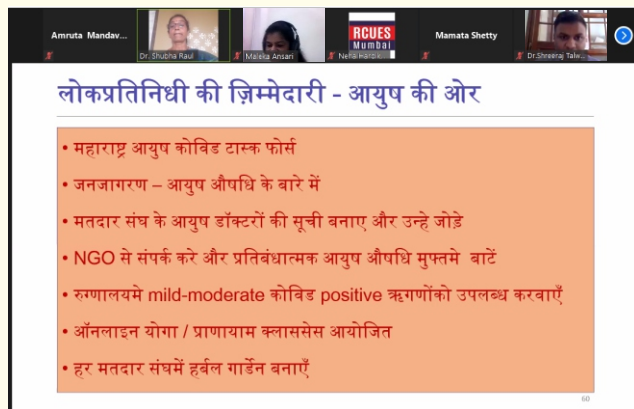 Amruta Mandav...
Dr. Shubha Raul
Maleka Ansari
RCUES
Mumbai
Mamata Shetty
Dr.Shreeraj Talw...
लोकप्रतिनिधी की ज़िम्मेदारी - आयुष की ओर
• महाराष्ट्र आयुष कोविड टास्क फोर्स
• जनजागरण – आयुष औषधि के बारे में
• मतदार संघ के आयुष डॉक्टरों की सूची बनाए और उन्हे जोड़े
• NGO से संपर्क करे और प्रतिबंधात्मक आयुष औषधि मुफ्तमे बाटें
• रुग्णालयमे mild-moderate कोविड positive ऋगणोंको उपलब्ध करवाएँ
• ऑनलाइन योगा / प्राणायाम क्लाससेस आयोजित
• हर मतदार संघमें हर्बल गार्डन बनाएँ
60